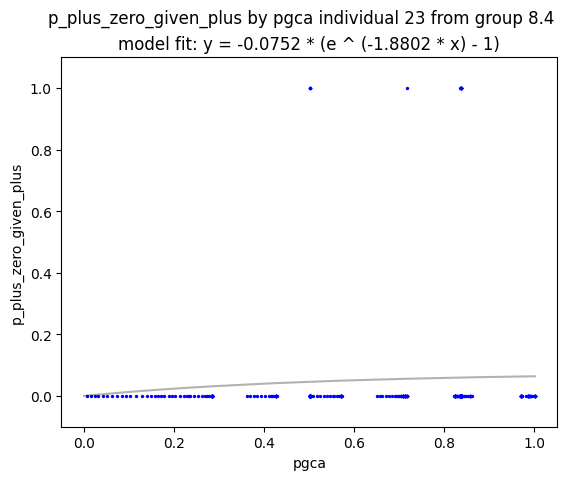 p_plus_zero_given_plus by pgca individual 23 from group 8.4
model fit: y = -0.0752 * (e ^ (-1.8802 * x) - 1)
1.0
0.8
0.6
0.4
0.2
0.0
p_plus_zero_given_plus
0.0 0.2 0.4 0.6 0.8 1.0
pgca